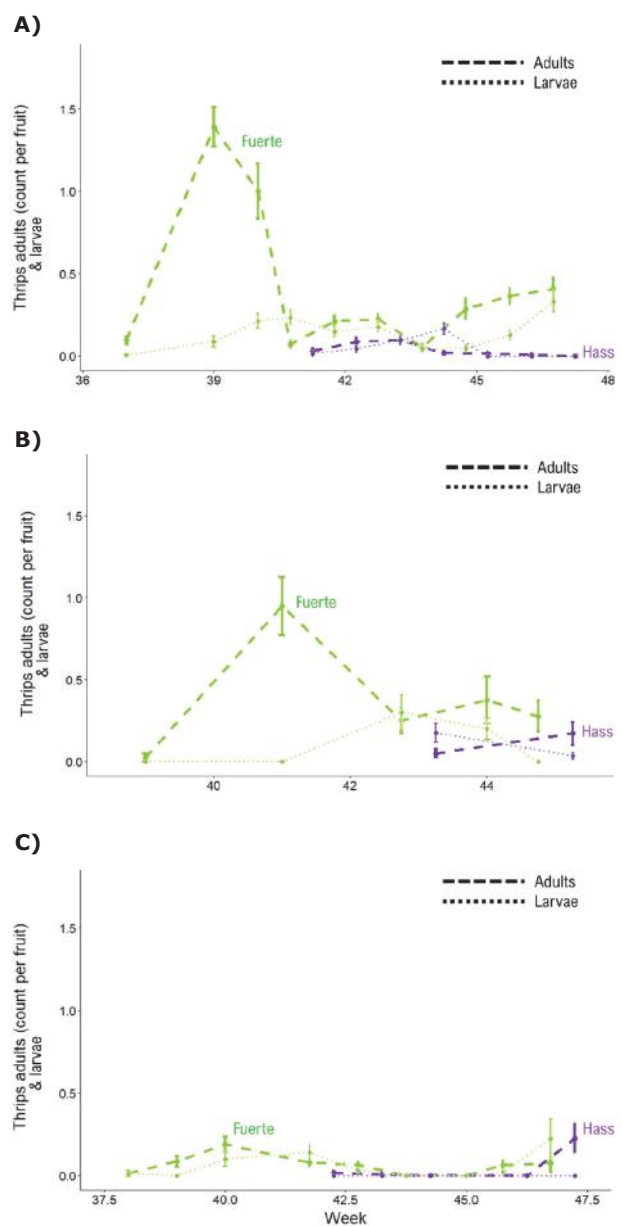 A)
Adults
Larvae
1.5
1.0
0.5
0.0
Thrips adults (count per fruit)
& larvae
Fuerte
Hass
36
39
42
45
48
B)
Adults
Larvae
1.5
1.0
0.5
0.0
Thrips adults (count per fruit)
& larvae
Fuerte
Hass
40
42
44
C)
Adults
Larvae
1.5
1.0
0.5
0.0
Thrips adults (count per fruit)
& larvae
Fuerte
Hass
37.5
40.0
42.5
45.0
47.5
Week